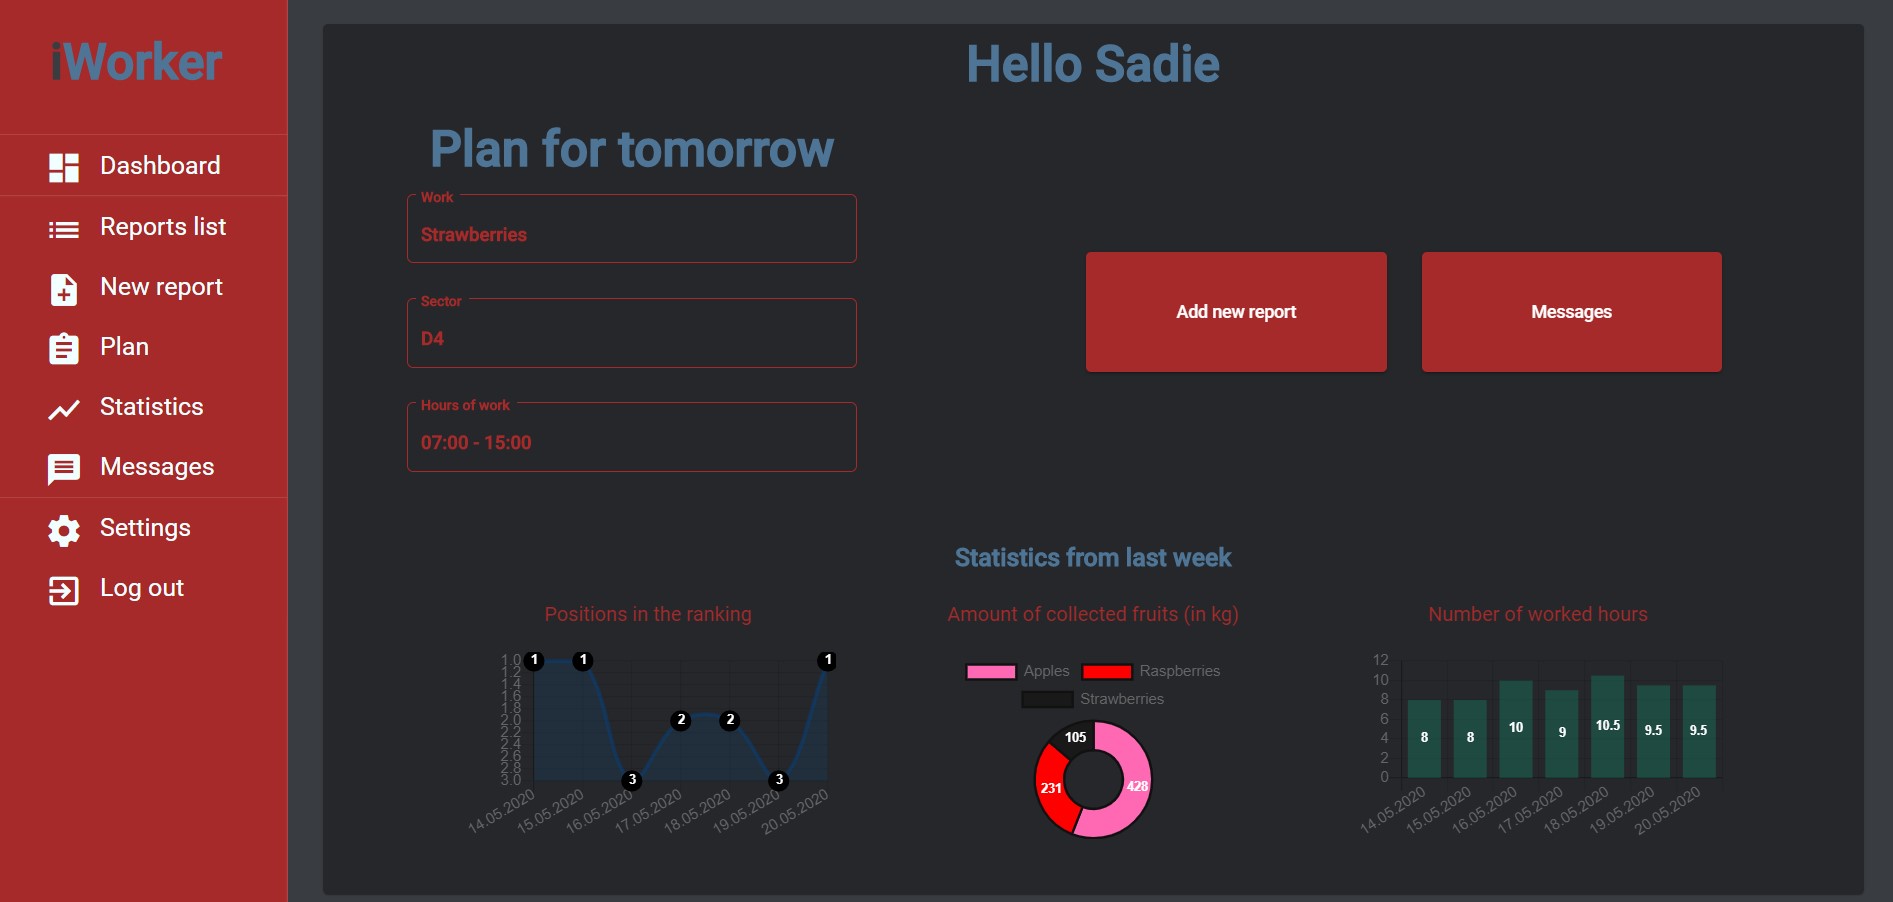 iWorker
Dashboard
Reports list
New report
Plan
Statistics
Messages
Settings
Log out
Hello Sadie
Plan for tomorrow
Work
Strawberries
Sector
D4
Hours of work
07:00 - 15:00
Add new report
Messages
Statistics from last week
Positions in the ranking
1.0
1.2
1.4
1.6
1.8
2.0
2.2
2.4
2.6
2.8
3.0
1 1 3 2 2 3 1
14.05.2020 15.05.2020 16.05.2020 17.05.2020 18.05.2020 19.05.2020 20.05.2020
Amount of collected fruits (in kg)
Apples Raspberries
Strawberries
105
231
428
Number of worked hours
12
10
8
6
4
2
0
8 8 10 9 10.5 9.5 9.5
14.05.2020 15.05.2020 16.05.2020 17.05.2020 18.05.2020 19.05.2020 20.05.2020